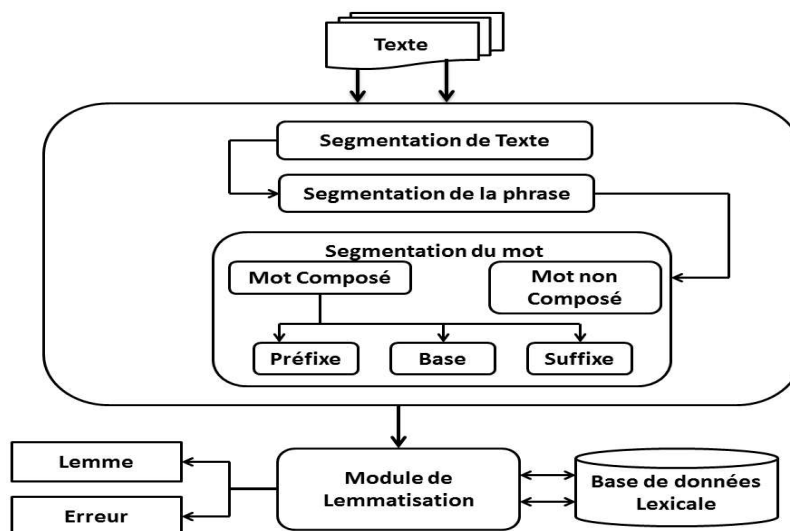 Texte
Segmentation de Texte
Segmentation de la phrase
Segmentation du mot
Mot Composé
Mot non
Composé
Préfixe
Base
Suffixe
Lemme
Erreur
Module de
Lemmatisation
Base de données
Lexicale